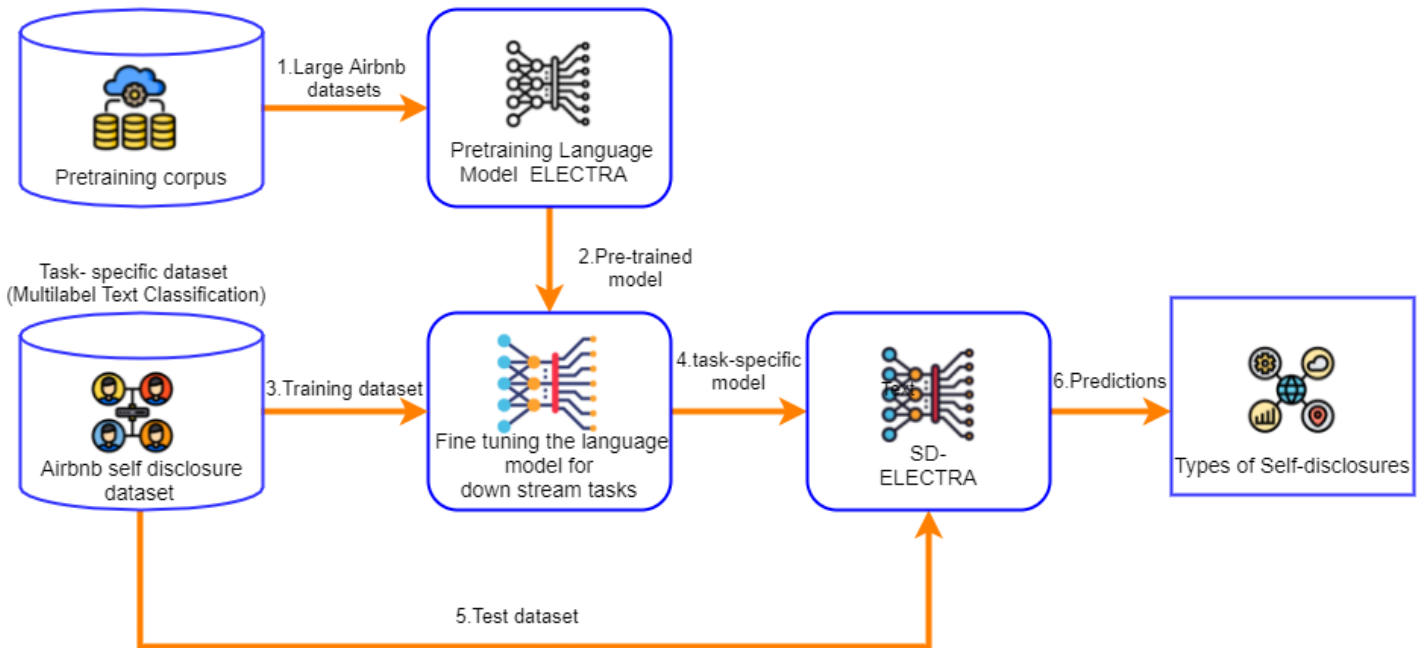 1.Large Airbnb
datasets
Pretraining corpus
Pretraining Language
Model ELECTRA
2.Pre-trained
model
Task- specific dataset
(Multilabel Text Classification)
3.Training dataset
Airbnb self disclosure
dataset
Fine tuning the language
model for
down stream tasks
4.task-specific
model
Text
SD-
ELECTRA
6.Predictions
Types of Self-disclosures
5.Test dataset